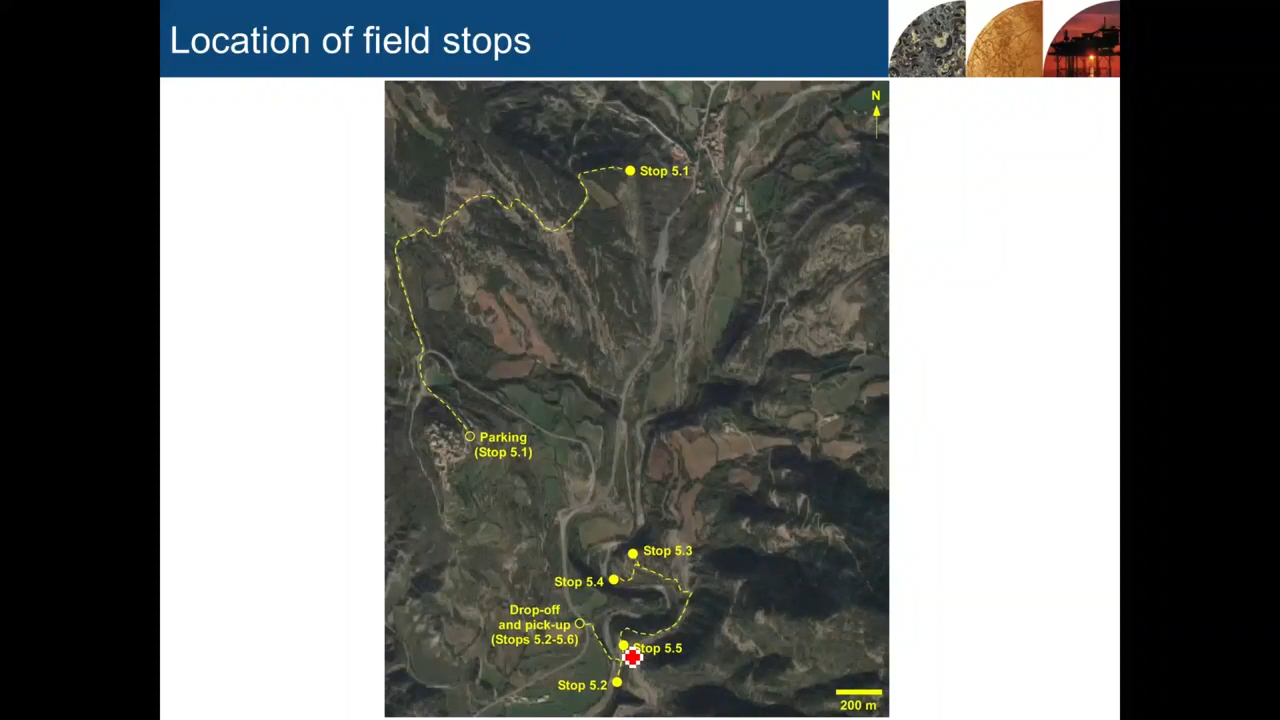 Location of field stops
N
Stop 5.1
Parking
(Stop 5.1)
Stop 5.3
Stop 5.4
Drop-off
and pick-up
(Stops 5.2-5.6)
Stop 5.5
Stop 5.2
200 m